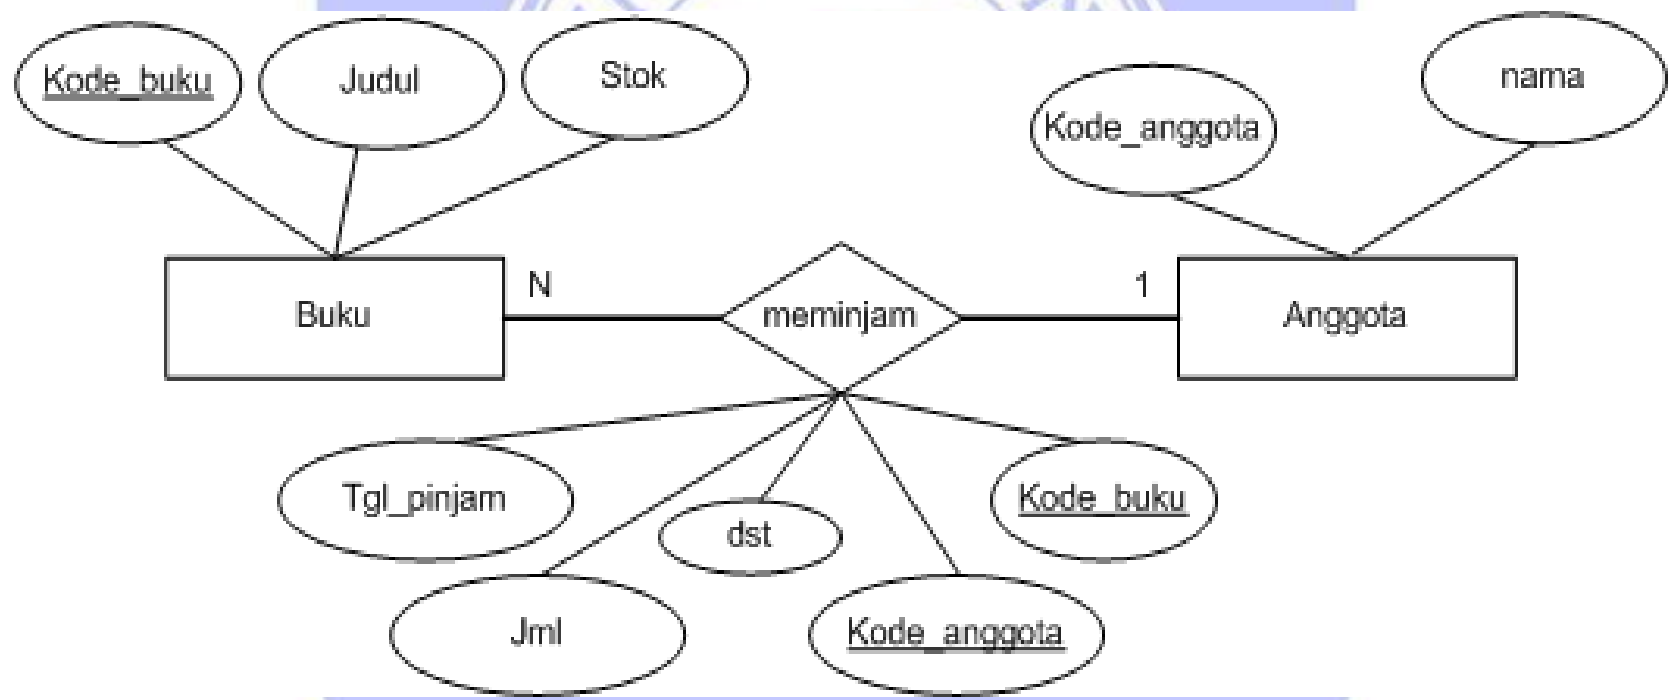 Kode_buku
Judul
Stok
Kode_anggota
nama
Buku
N
meminjam
1
Anggota
Tgl_pinjam
dst
Kode_buku
Jml
Kode_anggota